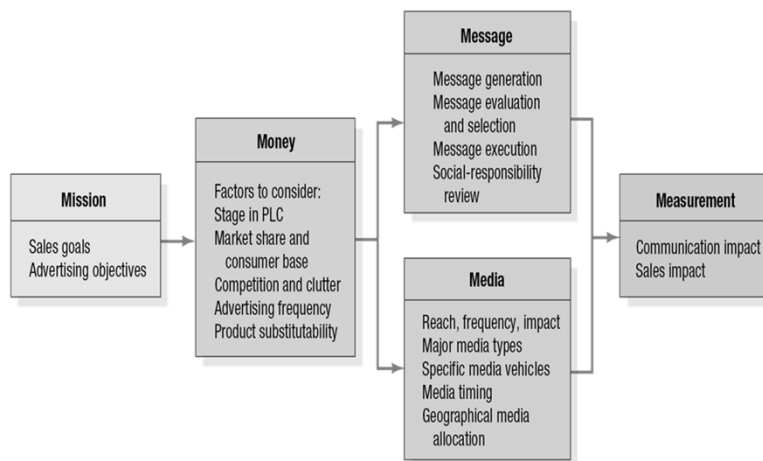 Mission
Sales goals
Advertising objectives
Money
Factors to consider:
Stage in PLC
Market share and
consumer base
Competition and clutter
Advertising frequency
Product substitutability
Message
Message generation
Message evaluation
and selection
Message execution
Social-responsibility
review
Media
Reach, frequency, impact
Major media types
Specific media vehicles
Media timing
Geographical media
allocation
Measurement
Communication impact
Sales impact